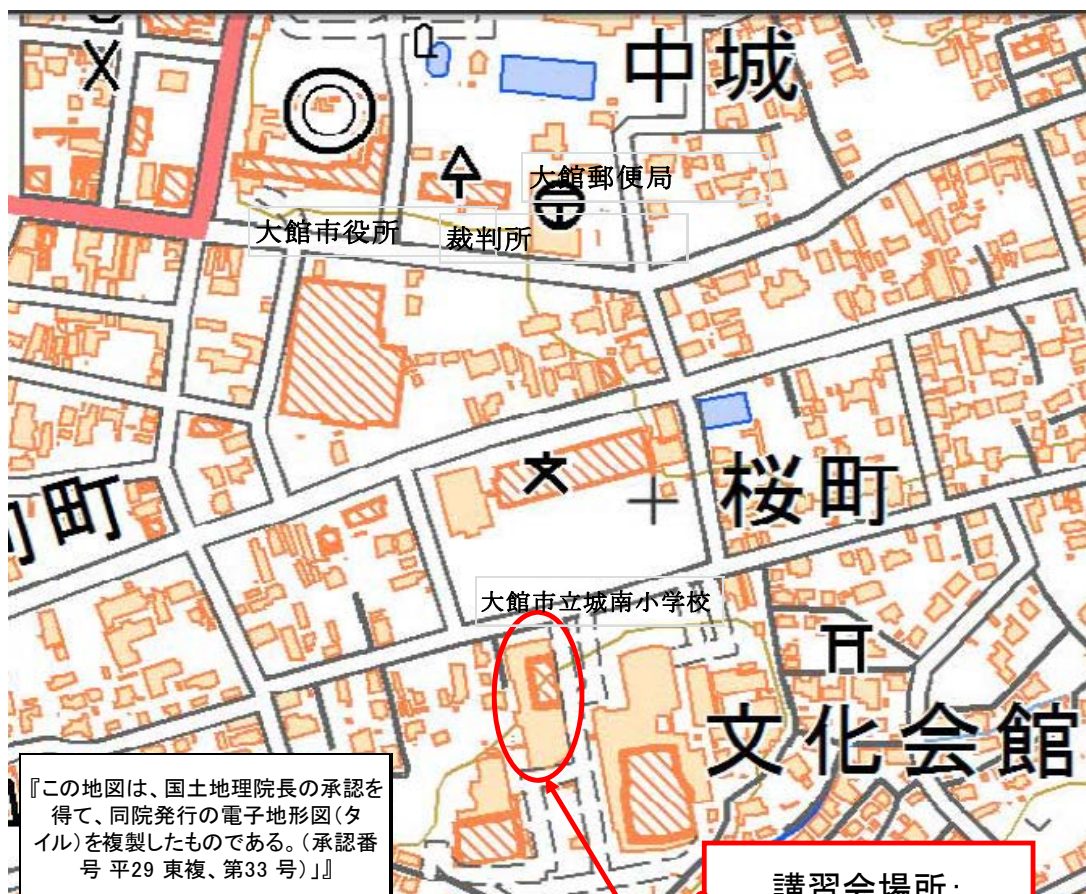 中城
大館郵便局
大館市役所
裁判所
桜町
町
大館市立城南小学校
文化会館
『この地図は、国土地理院長の承認を
得て、同院発行の電子地形図(タ
イル)を複製したものである。(承認番
号 平29 東複、第33 号)」』
講習会場所: